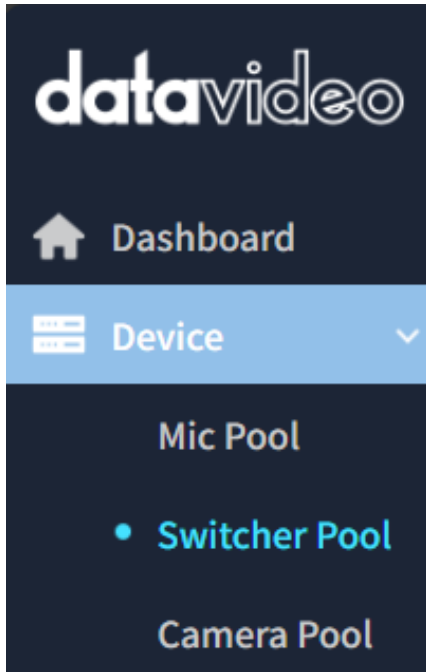 datavideo
Dashboard
Device
Mic Pool
Switcher Pool
Camera Pool